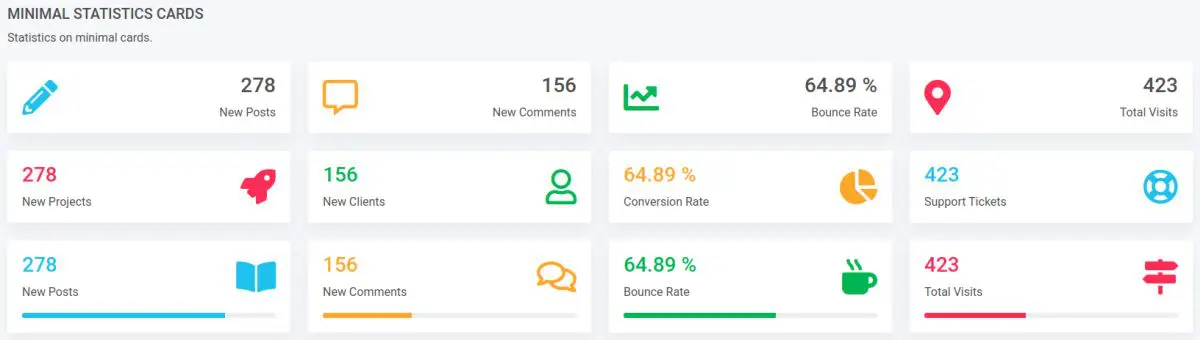 MINIMAL STATISTICS CARDS
Statistics on minimal cards.
278
New Posts
156
New Comments
64.89 %
Bounce Rate
423
Total Visits
278
New Projects
156
New Clients
64.89 %
Conversion Rate
423
Support Tickets
278
New Posts
156
New Comments
64.89 %
Bounce Rate
423
Total Visits